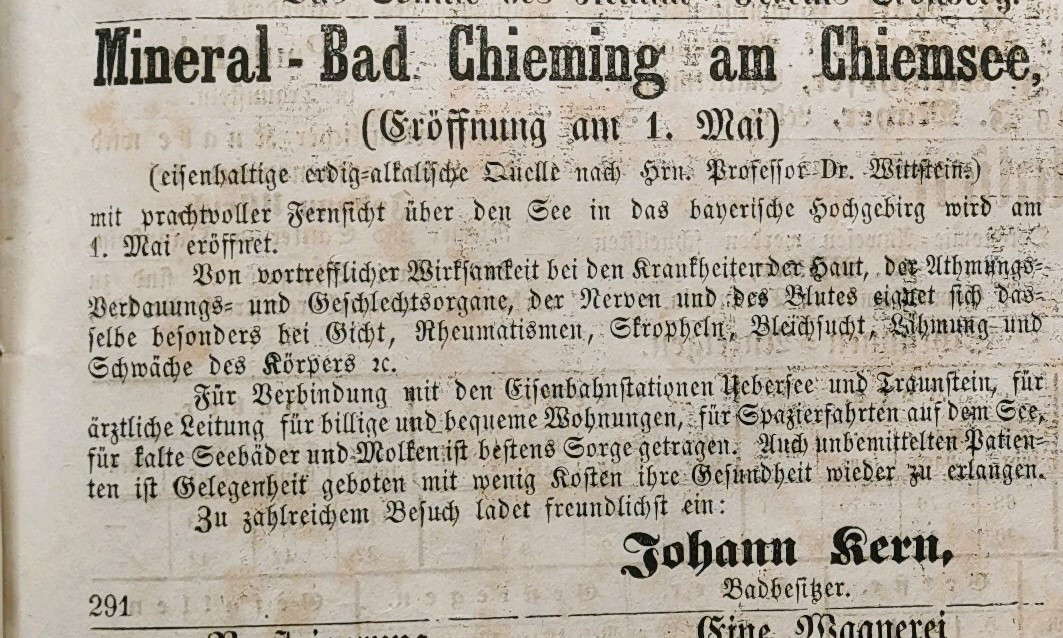 Mineral-Bad Chieming am Chiemsee,
(Eröffnung am 1. Mai)
(eisenhaltige erdig-alkalische Quelle nach Hrn. Professor Dr. Wittstein.)
mit prachtvoller Fernsicht über den See in das bayerische Hochgebirg wird am
1. Mai eröffnet.
Von vortrefflicher Wirksamkeit bei den Krankheiten der Haut, der Athmungs-
Verdauungs- und Geschlechtsorgane, der Nerven und des Blutes eignet sich das-
selbe besonders bei Gicht, Rheumatismen, Skropheln, Bleichsucht, Lähmung und
Schwäche des Körpers ꝛc.
Für Verbindung mit den Eisenbahnstationen Uebersee und Traunstein, für
ärztliche Leitung für billige und bequeme Wohnungen, für Spazierfahrten auf dem See,
für kalte Seebäder und Molken ist bestens Sorge getragen. Auch unbemittelten Patien-
ten ist Gelegenheit geboten mit wenig Kosten ihre Gesundheit wieder zu erlangen.
Zu zahlreichem Besuch ladet freundlichst ein:
Johann Kern,
Badbesitzer.
291
Eine Wagnerei